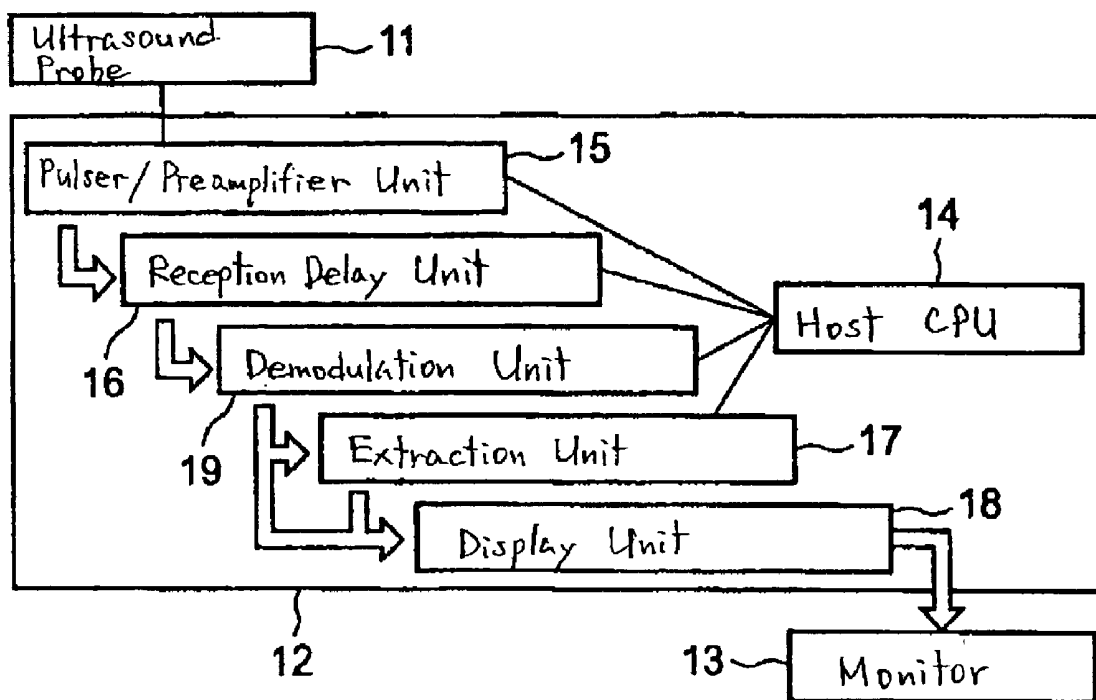 Ultrasound
Probe
11
Pulser/Preamplifier Unit
15
14
Reception Delay Unit
Host CPU
16
Demodulation Unit
19
Extraction Unit
17
18
Display Unit
12
13
Monitor